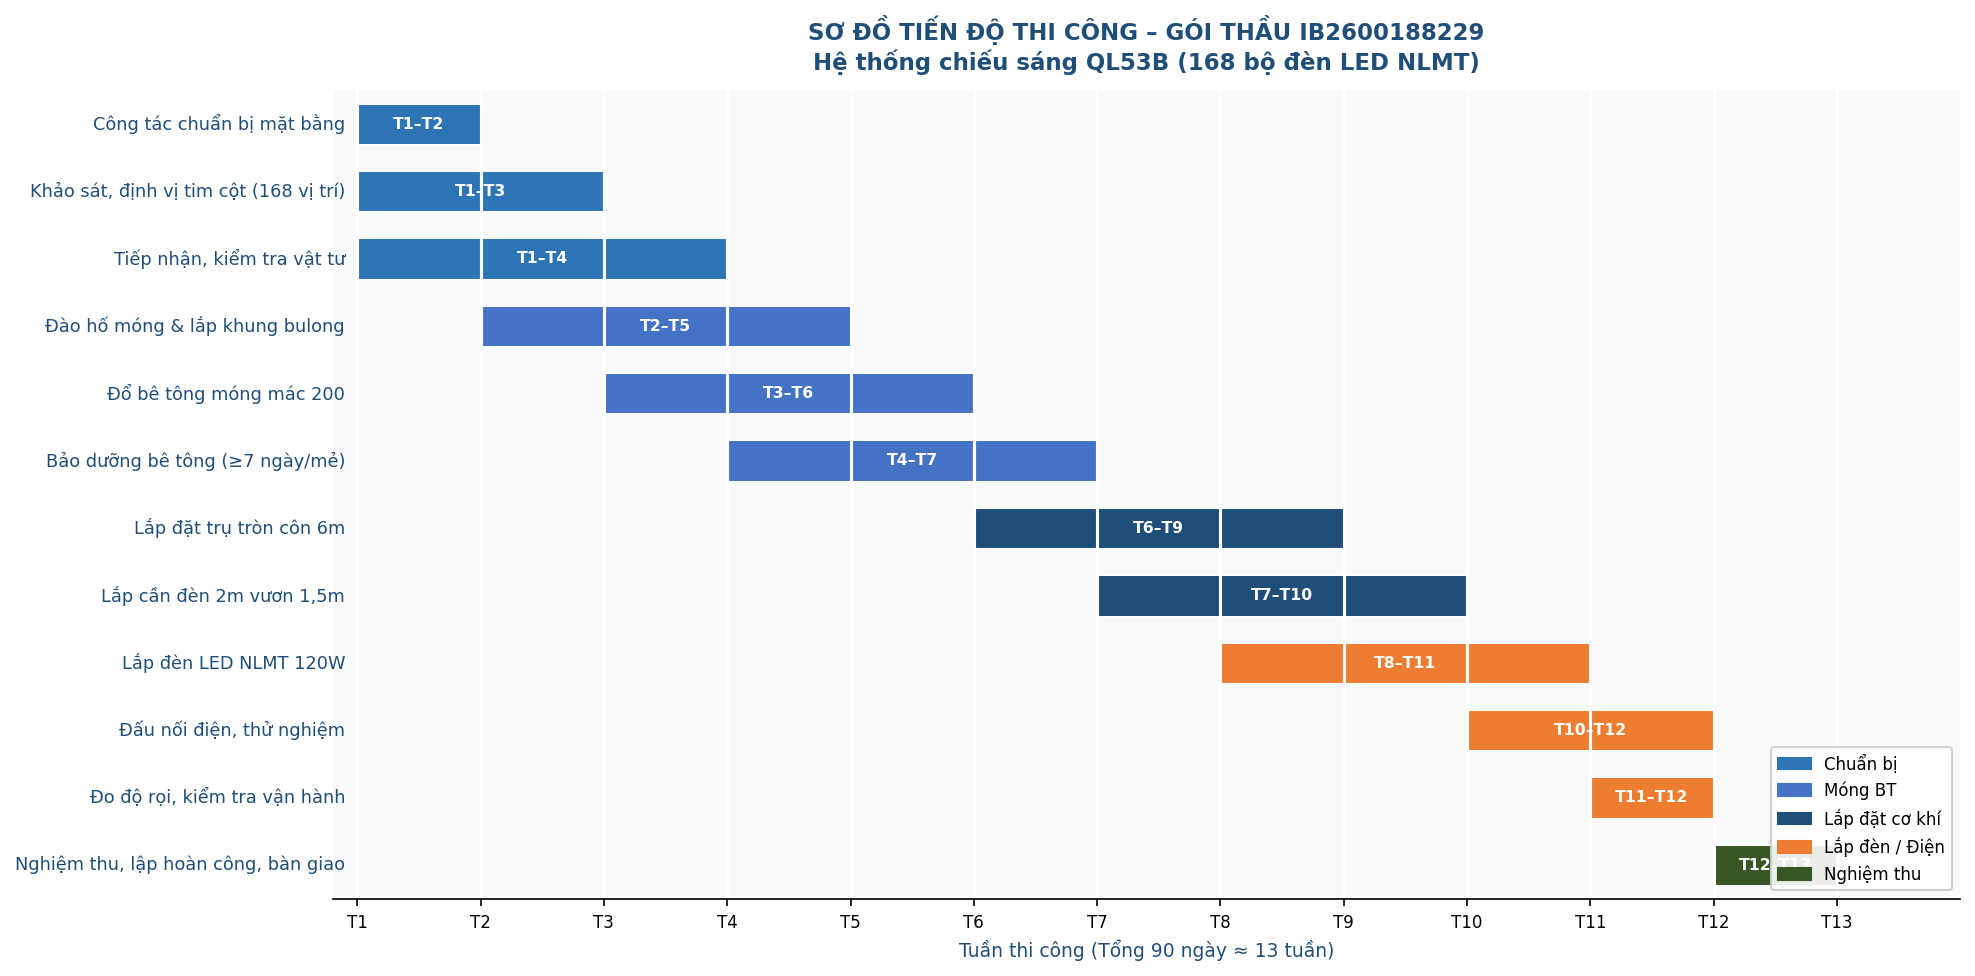 SƠ ĐỒ TIẾN ĐỘ THI CÔNG – GÓI THẦU IB2600188229
Hệ thống chiếu sáng QL53B (168 bộ đèn LED NLMT)
Công tác chuẩn bị mặt bằng
T1–T2
Khảo sát, định vị tim cột (168 vị trí)
T1–T3
Tiếp nhận, kiểm tra vật tư
T1–T4
Đào hố móng & lắp khung bulong
T2–T5
Đổ bê tông móng mác 200
T3–T6
Bảo dưỡng bê tông (≥7 ngày/mẻ)
T4–T7
Lắp đặt trụ tròn côn 6m
T6–T9
Lắp cần đèn 2m vươn 1,5m
T7–T10
Lắp đèn LED NLMT 120W
T8–T11
Đấu nối điện, thử nghiệm
T10–T12
Đo độ rọi, kiểm tra vận hành
T11–T12
Nghiệm thu, lập hoàn công, bàn giao
T12–T13
Chuẩn bị
Móng BT
Lắp đặt cơ khí
Lắp đèn / Điện
Nghiệm thu
T1 T2 T3 T4 T5 T6 T7 T8 T9 T10 T11 T12 T13
Tuần thi công (Tổng 90 ngày ≈ 13 tuần)